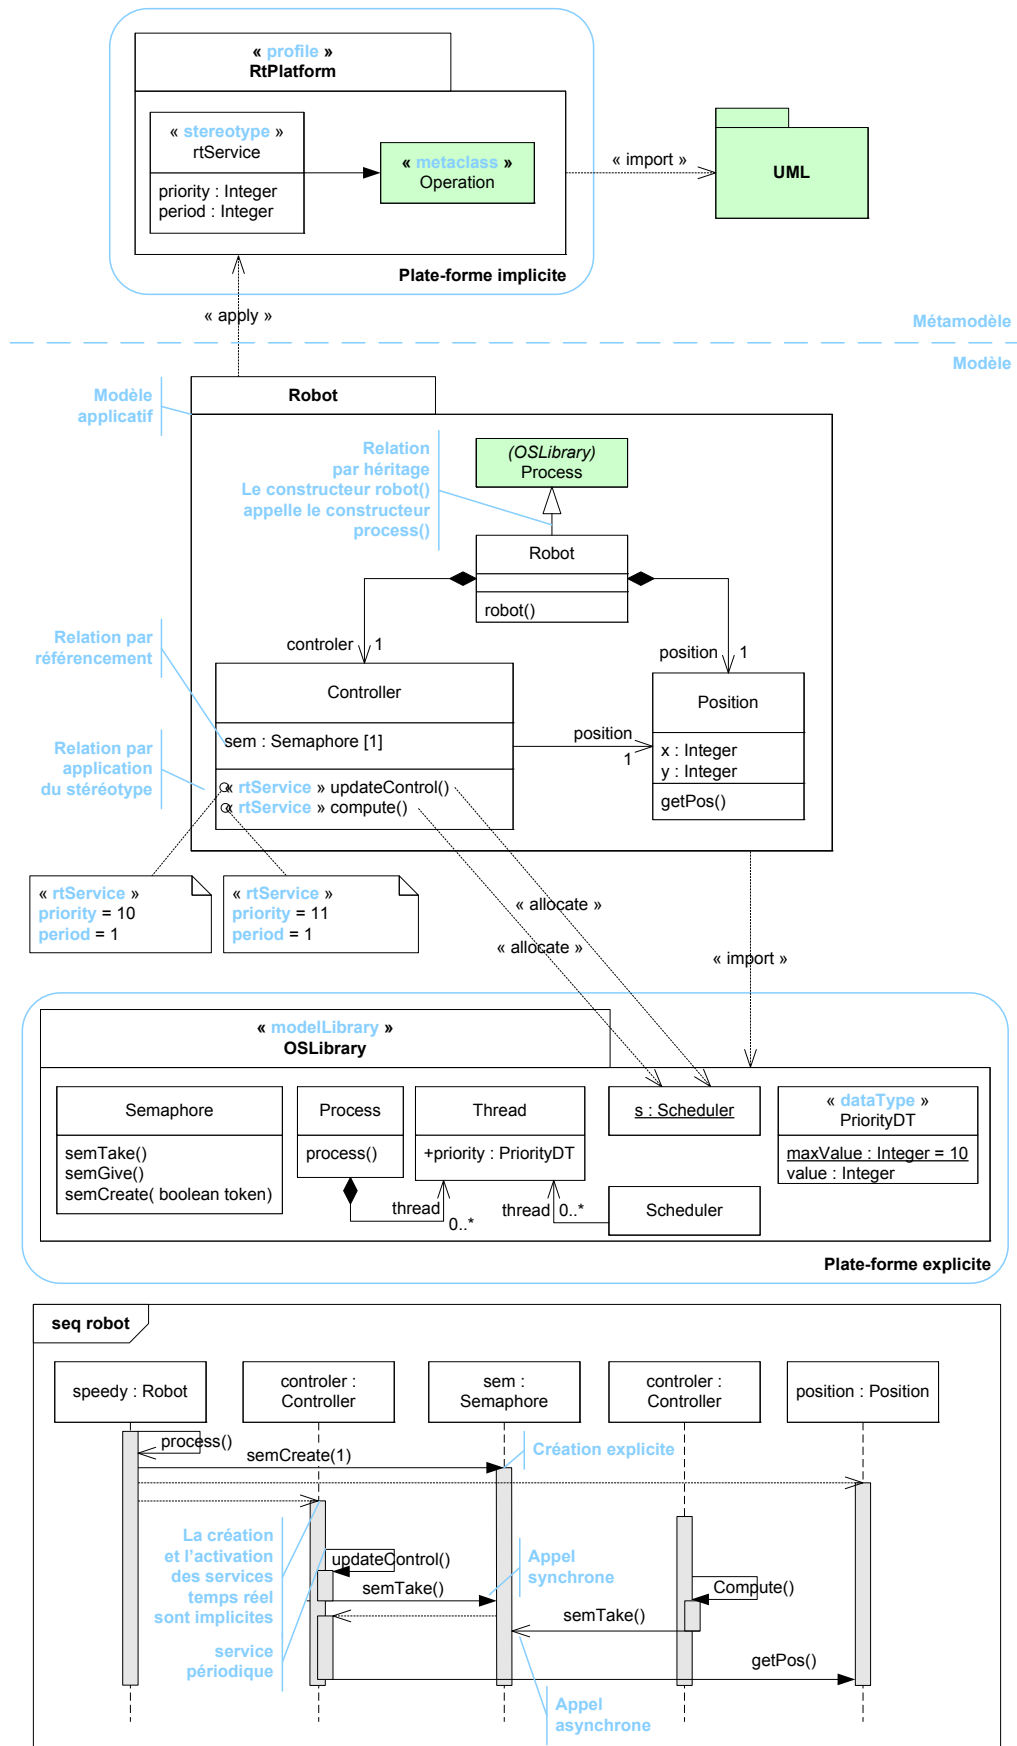 « profile »
RtPlatform
« stereotype »
rtService
priority : Integer
period : Integer
« metaclass »
Operation
« import »
UML
Plate-forme implicite
« apply »
Métamodèle
Modèle
Modèle
applicatif
Robot
Relation
par héritage
Le constructeur robot()
appelle le constructeur
process()
(OSLibrary)
Process
Robot
robot()
Relation par
référencement
controler
1
position
1
Controller
sem : Semaphore [1]
position
1
Position
x : Integer
y : Integer
getPos()
Relation par
application
du stéréotype
« rtService » updateControl()
« rtService » compute()
« rtService »
priority = 10
period = 1
« rtService »
priority = 11
period = 1
« allocate »
« allocate »
« import »
« modelLibrary »
OSLibrary
Semaphore
semTake()
semGive()
semCreate( boolean token)
Process
process()
Thread
+priority : PriorityDT
s : Scheduler
« dataType »
PriorityDT
maxValue : Integer = 10
value : Integer
thread
0..*
thread
0..*
Scheduler
Plate-forme explicite
seq robot
speedy : Robot
controler :
Controller
sem :
Semaphore
controler :
Controller
position : Position
process()
semCreate(1)
Création explicite
La création
et l'activation
des services
temps réel
sont implicites
updateControl()
semTake()
Appel
synchrone
Compute()
semTake()
service
périodique
getPos()
Appel
asynchrone